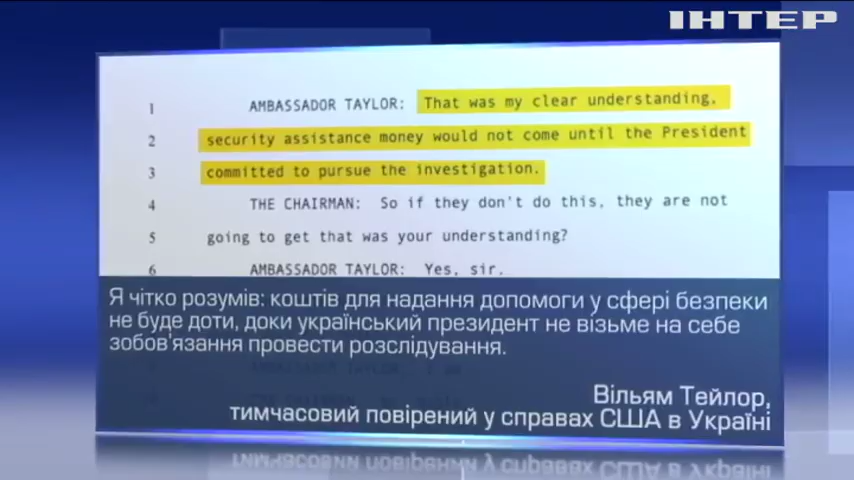 ІНТЕР
1 AMBASSADOR TAYLOR: That was my clear understanding,
2 security assistance money would not come until the President
3 committed to pursue the investigation.
4 THE CHAIRMAN: So if they don't do this, they are not
5 going to get that was your understanding?
6 AMBASSADOR TAYLOR: Yes, sir.
Я чітко розумів: коштів для надання допомоги у сфері безпеки
не буде доти, доки український президент не візьме на себе
зобов'язання провести розслідування.
Вільям Тейлор,
тимчасовий повірений у справах США в Україні